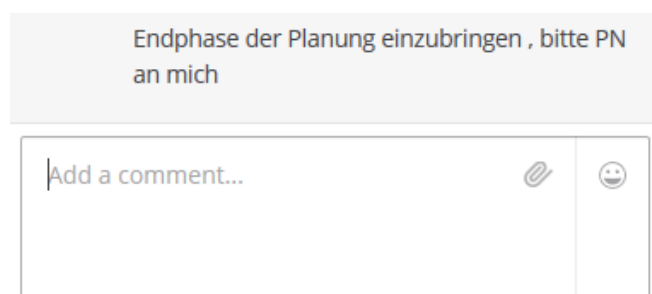 Endphase der Planung einzubringen , bitte PN
an mich
Add a comment...